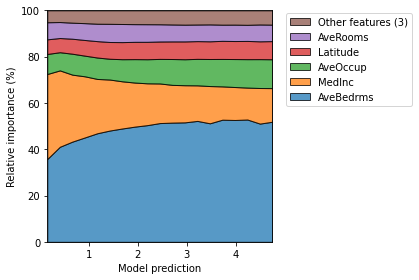 100
80
60
40
20
0
Relative importance (%)
1 2 3 4
Model prediction
Other features (3)
AveRooms
Latitude
AveOccup
MedInc
AveBedrms